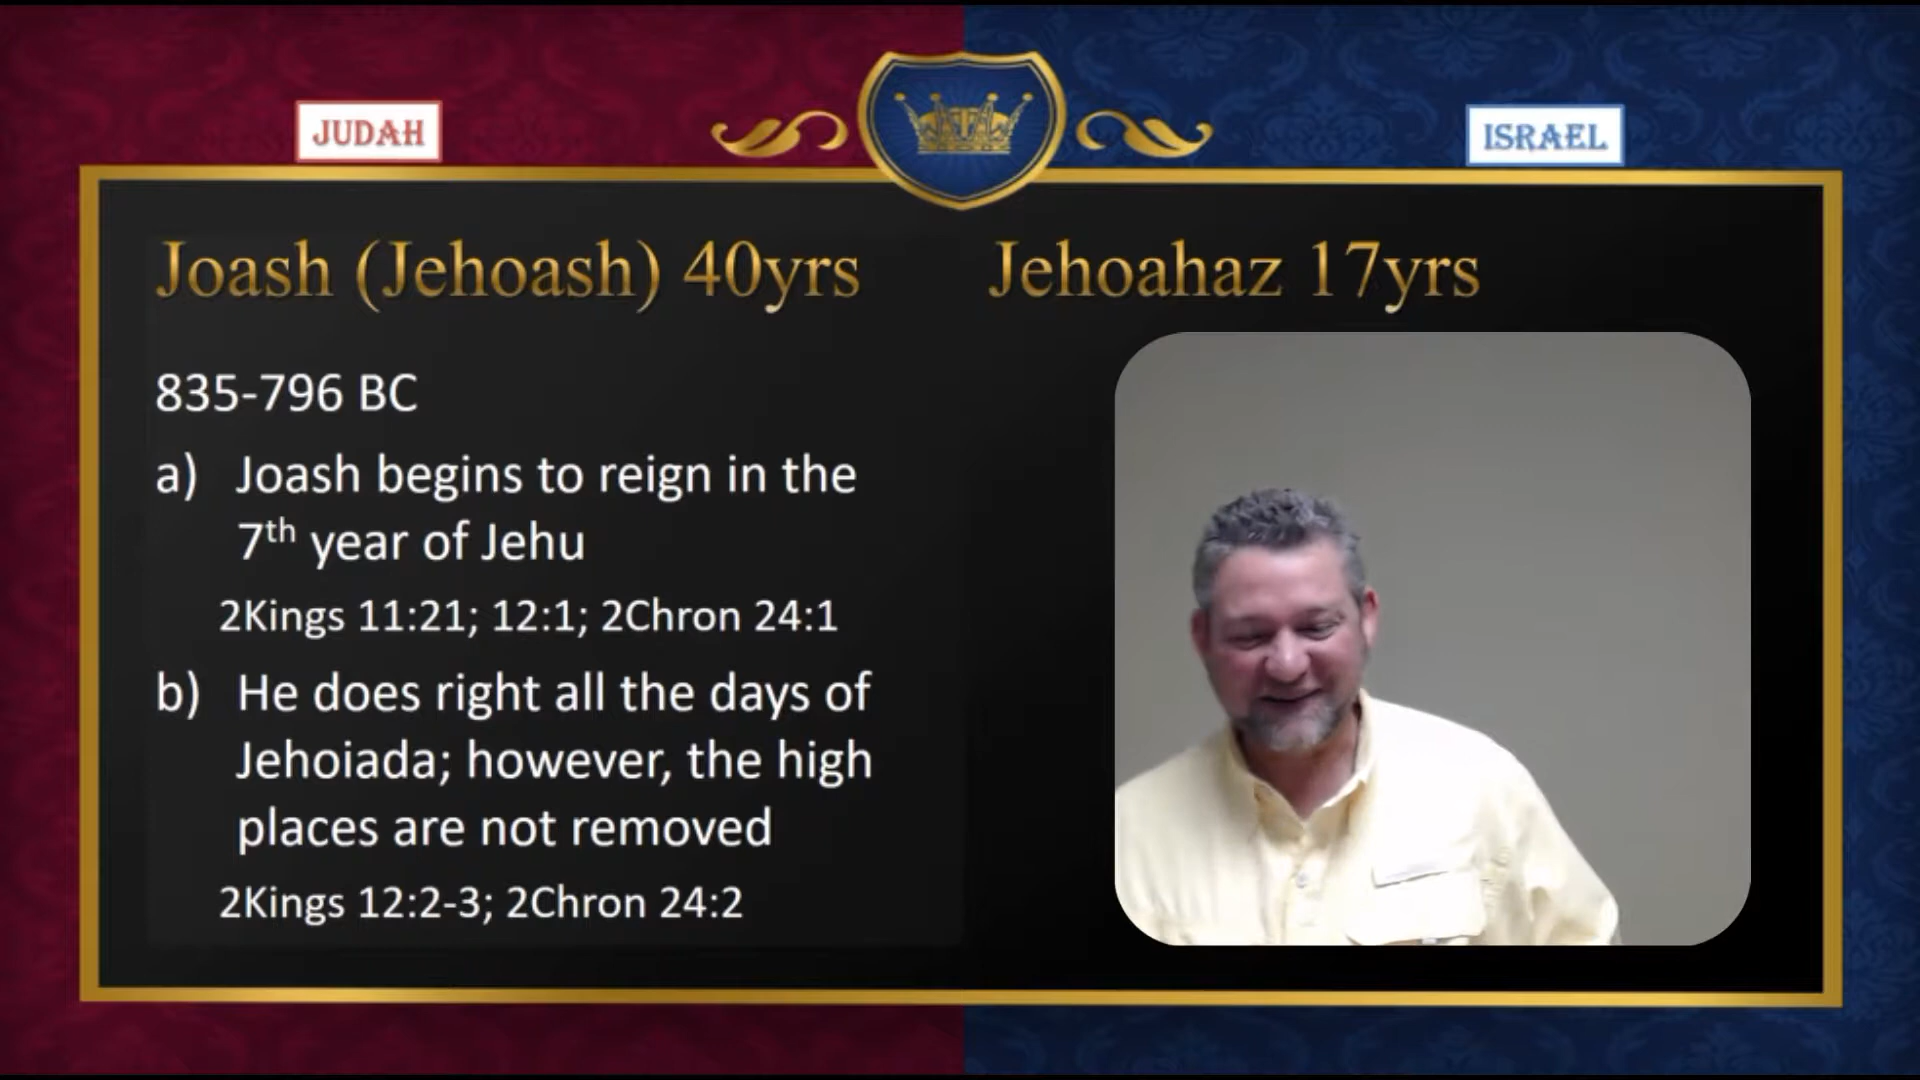 JUDAH
ISRAEL
Joash (Jehoash) 40yrs
Jehoahaz 17yrs
835-796 BC
a) Joash begins to reign in the
7th year of Jehu
2Kings 11:21; 12:1; 2Chron 24:1
b) He does right all the days of
Jehoiada; however, the high
places are not removed
2Kings 12:2-3; 2Chron 24:2